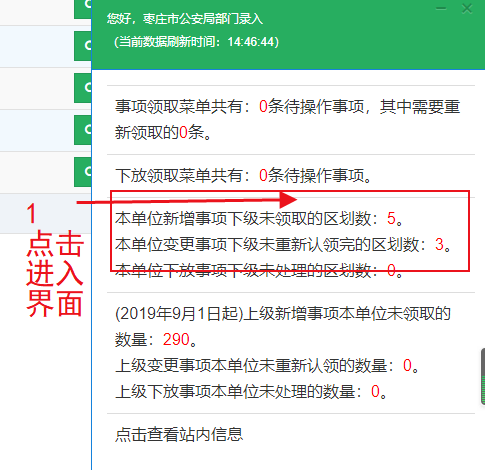 您好，枣庄市公安局部门录入
（当前数据刷新时间：14:46:44）
事项领取菜单共有：0条待操作事项，其中需要重
新领取的0条。
下放领取菜单共有：0条待操作事项。
本单位新增事项下级未领取的区划数：5。
本单位变更事项下级未重新认领完的区划数：3。
本单位下放事项下级未处理的区划数：0。
(2019年9月1日起)上级新增事项本单位未领取的
数量：290。
上级变更事项本单位未重新认领的数量：0。
上级下放事项本单位未处理的数量：0。
点击查看站内信息
1
点击
进入
界面